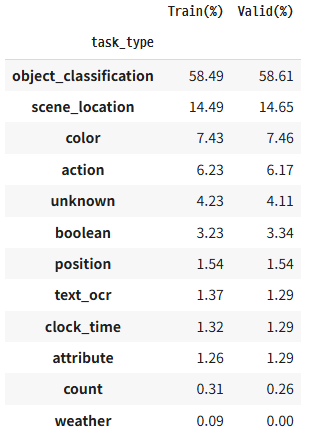 Train(%) Valid(%)
task_type
object_classification 58.49 58.61
scene_location 14.49 14.65
color 7.43 7.46
action 6.23 6.17
unknown 4.23 4.11
boolean 3.23 3.34
position 1.54 1.54
text_ocr 1.37 1.29
clock_time 1.32 1.29
attribute 1.26 1.29
count 0.31 0.26
weather 0.09 0.00